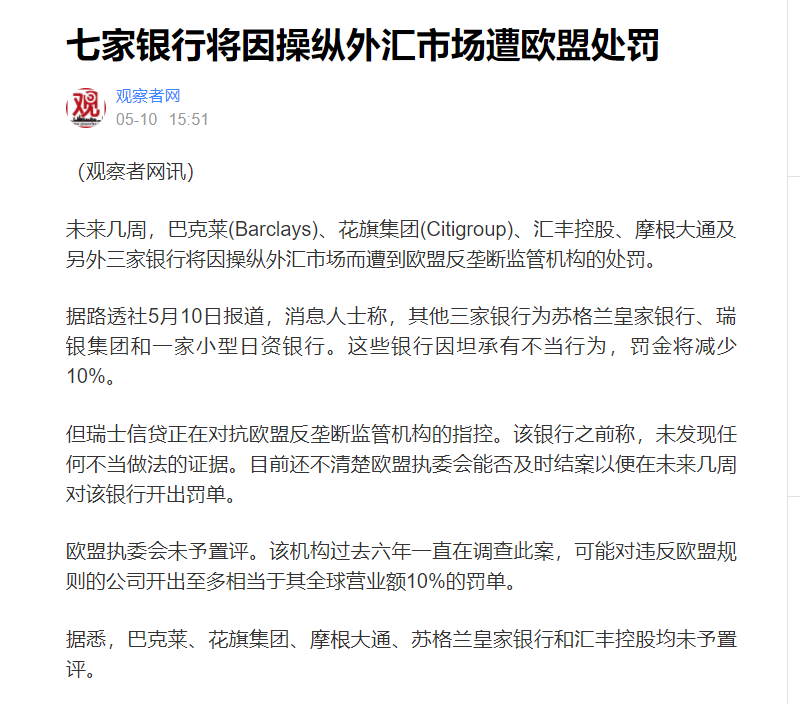 七家银行将因操纵外汇市场遭欧盟处罚
观
观察者网
05-10 15:51
（观察者网讯）
未来几周，巴克莱(Barclays)、花旗集团(Citigroup)、汇丰控股、摩根大通及
另外三家银行将因操纵外汇市场而遭到欧盟反垄断监管机构的处罚。
据路透社5月10日报道，消息人士称，其他三家银行为苏格兰皇家银行、瑞
银集团和一家小型日资银行。这些银行因坦承有不当行为，罚金将减少
10%。
但瑞士信贷正在对抗欧盟反垄断监管机构的指控。该银行之前称，未发现任
何不当做法的证据。目前还不清楚欧盟执委会能否及时结案以便在未来几周
对该银行开出罚单。
欧盟执委会未予置评。该机构过去六年一直在调查此案，可能对违反欧盟规
则的公司开出至多相当于其全球营业额10%的罚单。
据悉，巴克莱、花旗集团、摩根大通、苏格兰皇家银行和汇丰控股均未予置
评。